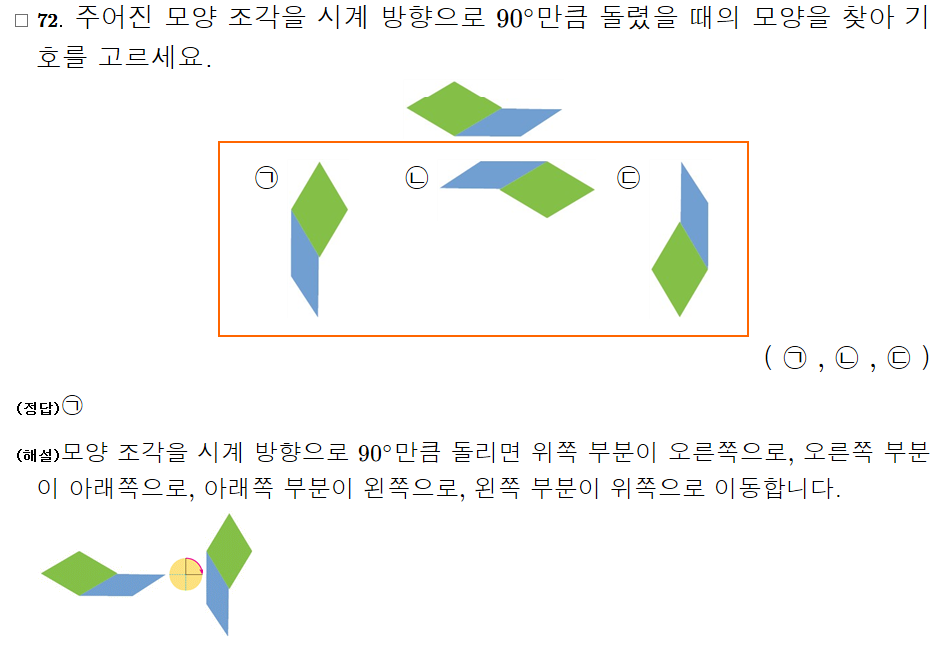 □ 72. 주어진 모양 조각을 시계 방향으로 90°만큼 돌렸을 때의 모양을 찾아 기
호를 고르세요.
㉠ ㉡ ㉢
( ㉠ , ㉡ , ㉢ )
(정답)㉠
(해설)모양 조각을 시계 방향으로 90°만큼 돌리면 위쪽 부분이 오른쪽으로, 오른쪽 부분
이 아래쪽으로, 아래쪽 부분이 왼쪽으로, 왼쪽 부분이 위쪽으로 이동합니다.